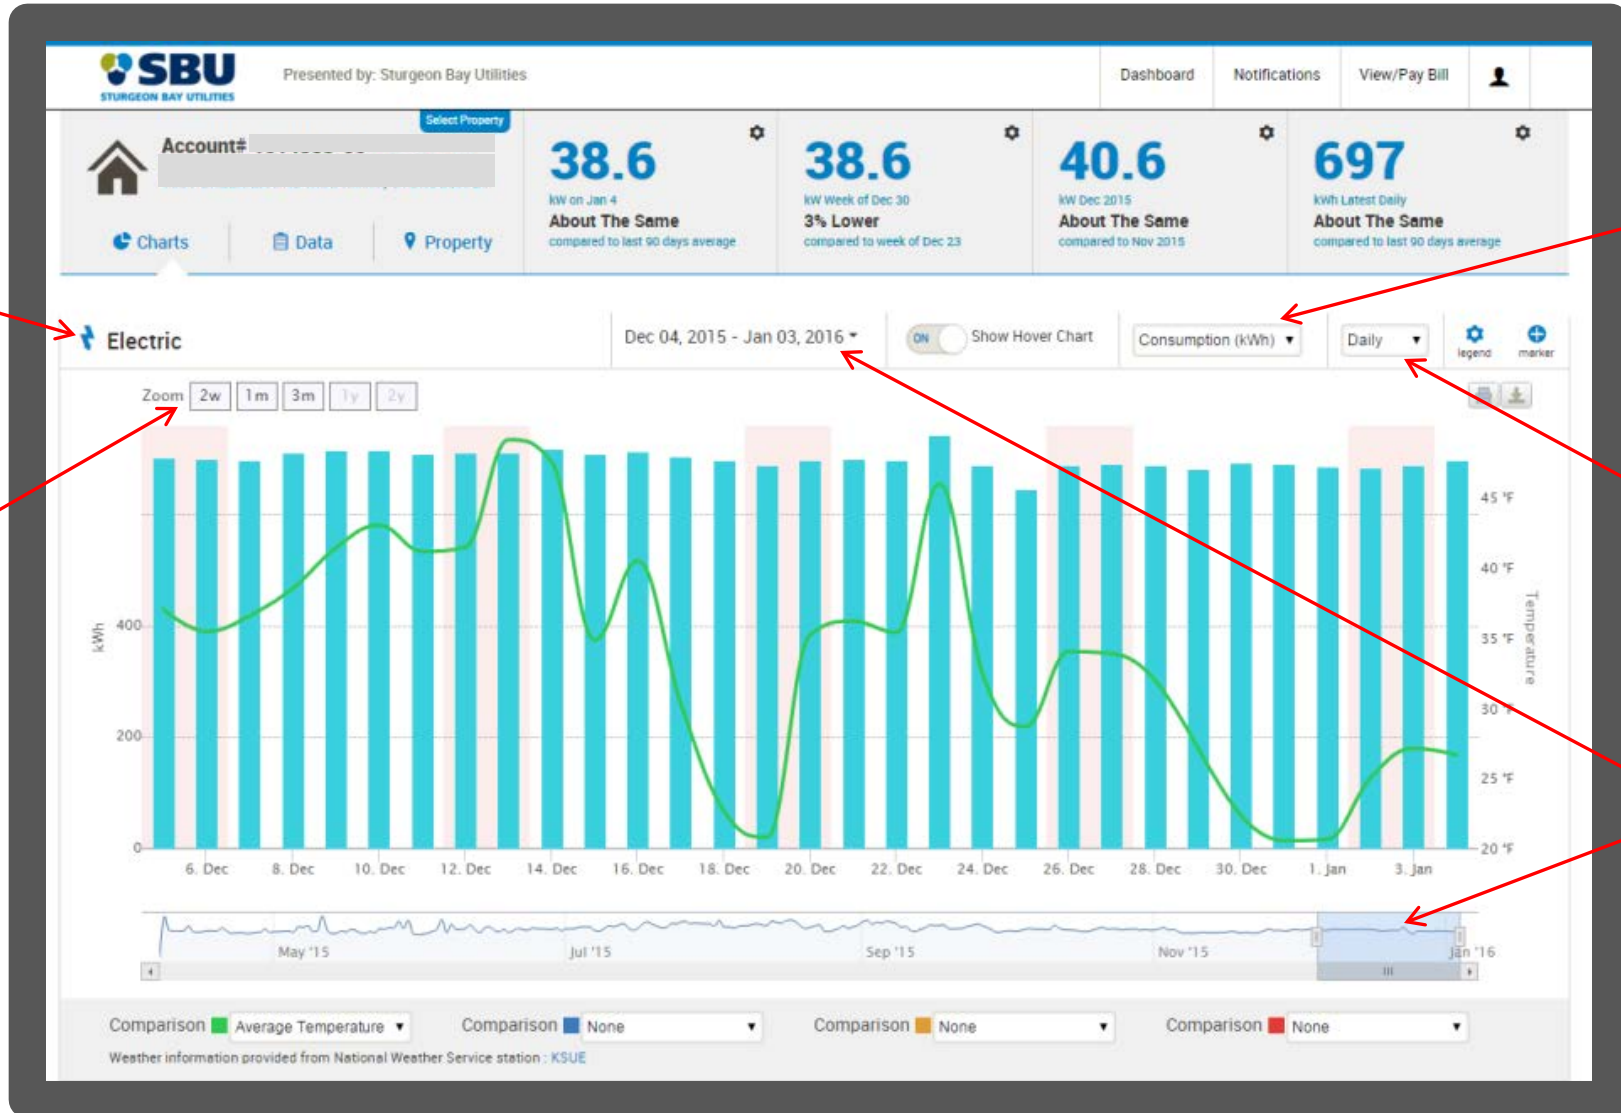 SBU
STURGEON BAY UTILITIES
Presented by: Sturgeon Bay Utilities
Dashboard
Notifications
View/Pay Bill
Select Property
Account#
Charts
Data
Property
38.6
kW on Jan 4
About The Same
compared to last 90 days average
38.6
kW Week of Dec 30
3% Lower
compared to week of Dec 23
40.6
kW Dec 2015
About The Same
compared to Nov 2015
697
kWh Latest Daily
About The Same
compared to last 90 days average
Electric
Dec 04, 2015 - Jan 03, 2016
ON
Show Hover Chart
Consumption (kWh)
Daily
legend
marker
Zoom 2w 1m 3m 1y 2y
kWh
400
200
0
45 °F
40 °F
35 °F
30 °F
25 °F
20 °F
Temperature
6. Dec 8. Dec 10. Dec 12. Dec 14. Dec 16. Dec 18. Dec 20. Dec 22. Dec 24. Dec 26. Dec 28. Dec 30. Dec 1. Jan 3. Jan
May '15 Jul '15 Sep '15 Nov '15 Jan '16
Comparison Average Temperature
Comparison None
Comparison None
Comparison None
Weather information provided from National Weather Service station : KSUE